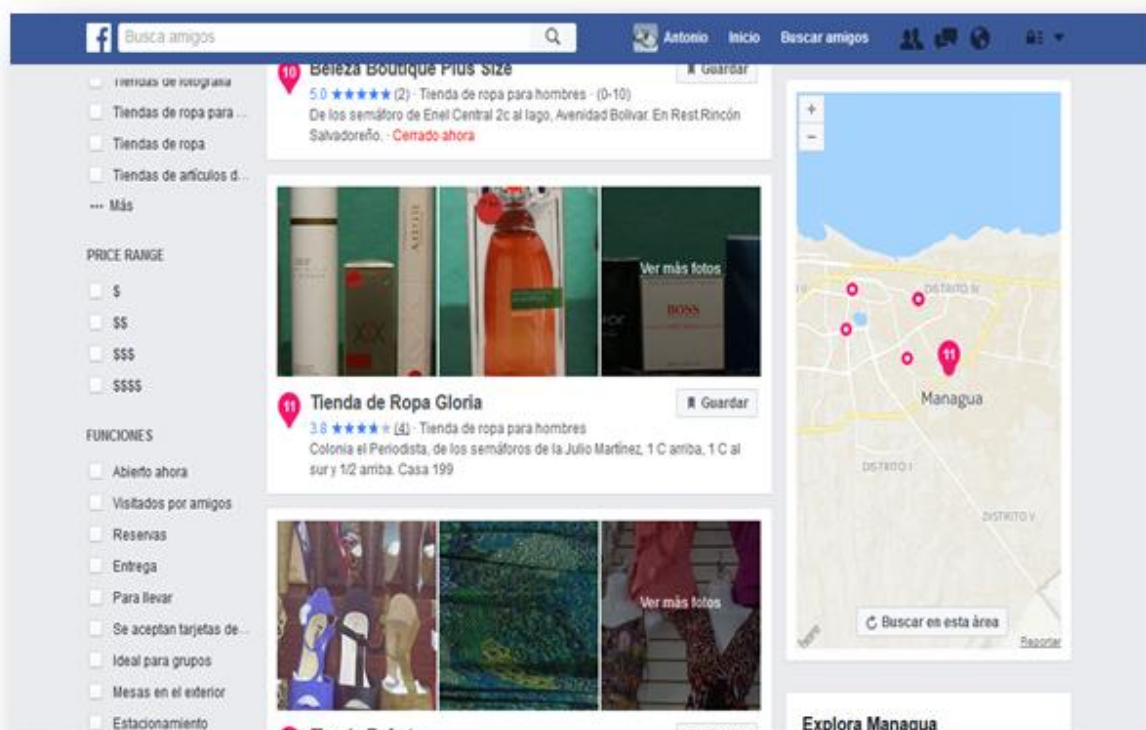 f
Busca amigos
Antonio
Inicio
Buscar amigos
Tiendas de fotografía
Tiendas de ropa para ...
Tiendas de ropa
Tiendas de artículos d...
Más
PRICE RANGE
$
$$
$$$
$$$$
FUNCIONES
Abierto ahora
Visitados por amigos
Reservas
Entrega
Para llevar
Se aceptan tarjetas de...
Ideal para grupos
Mesas en el exterior
Estacionamiento
10
Beleza Boutique Plus Size
Guardar
5.0 ★★★★★ (2) · Tienda de ropa para hombres · (0-10)
De los semáforo de Enel Central 2c al lago, Avenidad Bolivar. En Rest.Rincón
Salvadoreño. · Cerrado ahora
XX
Ver más fotos
BOSS
11
Tienda de Ropa Gloria
Guardar
3.8 ★★★★★ (4) · Tienda de ropa para hombres
Colonia el Periodista, de los semáforos de la Julio Martínez, 1 C arriba, 1 C al
sur y 1/2 arriba. Casa 199
Ver más fotos
+
−
DISTRITO IV
11
Managua
DISTRITO I
DISTRITO V
Buscar en esta área
here
Reportar
Explora Managua